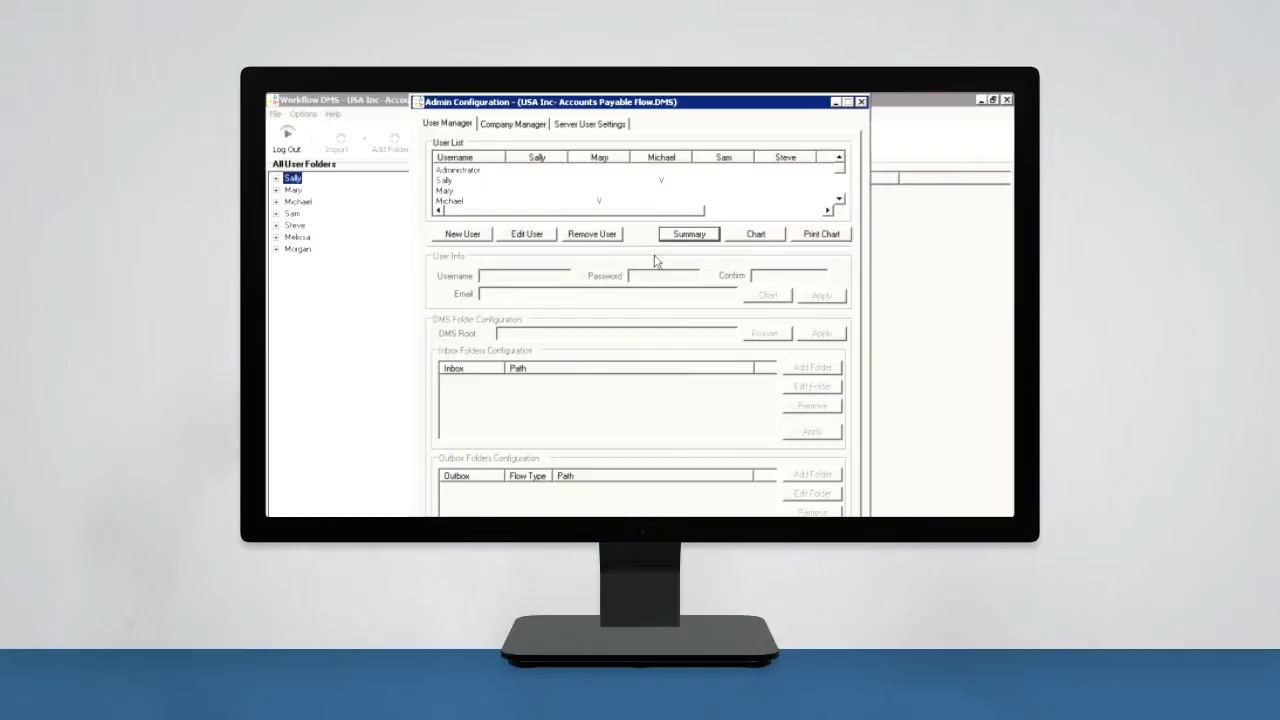 Workflow DMS - USA Inc- Accou
File Options Help
Log Out Import Add Folder
All User Folders
Sally
Mary
Michael
Sam
Steve
Melissa
Morgan
Admin Configuration - (USA Inc- Accounts Payable Flow.DMS)
User Manager Company Manager Server User Settings
User List
Username Sally Mary Michael Sam Steve
Administrator
Sally V
Mary
Michael V
New User Edit User Remove User Summary Chart Print Chart
User Info
Username Password Confirm
Email Chart Apply
DMS Folder Configuration
DMS Root Browse... Apply
Inbox Folders Configuration
Inbox Path Add Folder
Edit Folder
Remove
Apply
Outbox Folders Configuration
Outbox Flow Type Path Add Folder
Edit Folder
Remove